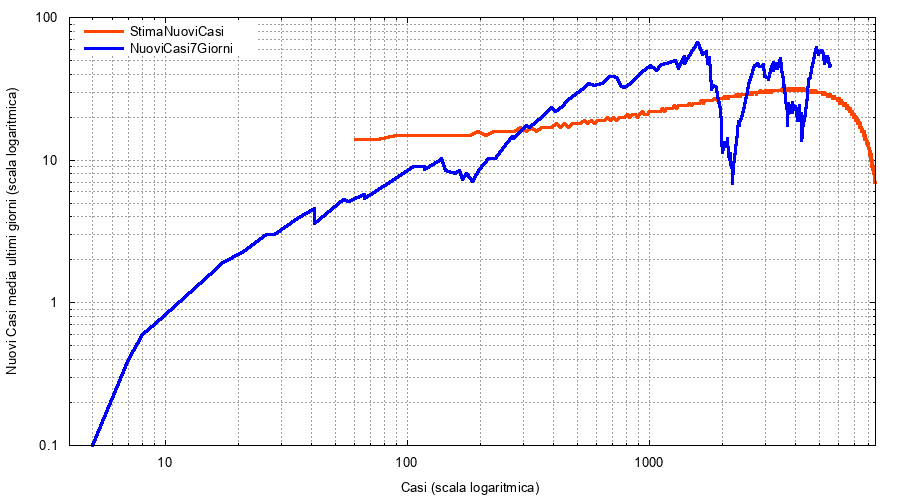 StimaNuoviCasi
NuoviCasi7Giorni
Nuovi Casi media ultimi giorni (scala logaritmica)
100
10
1
0.1
10
100
1000
Casi (scala logaritmica)